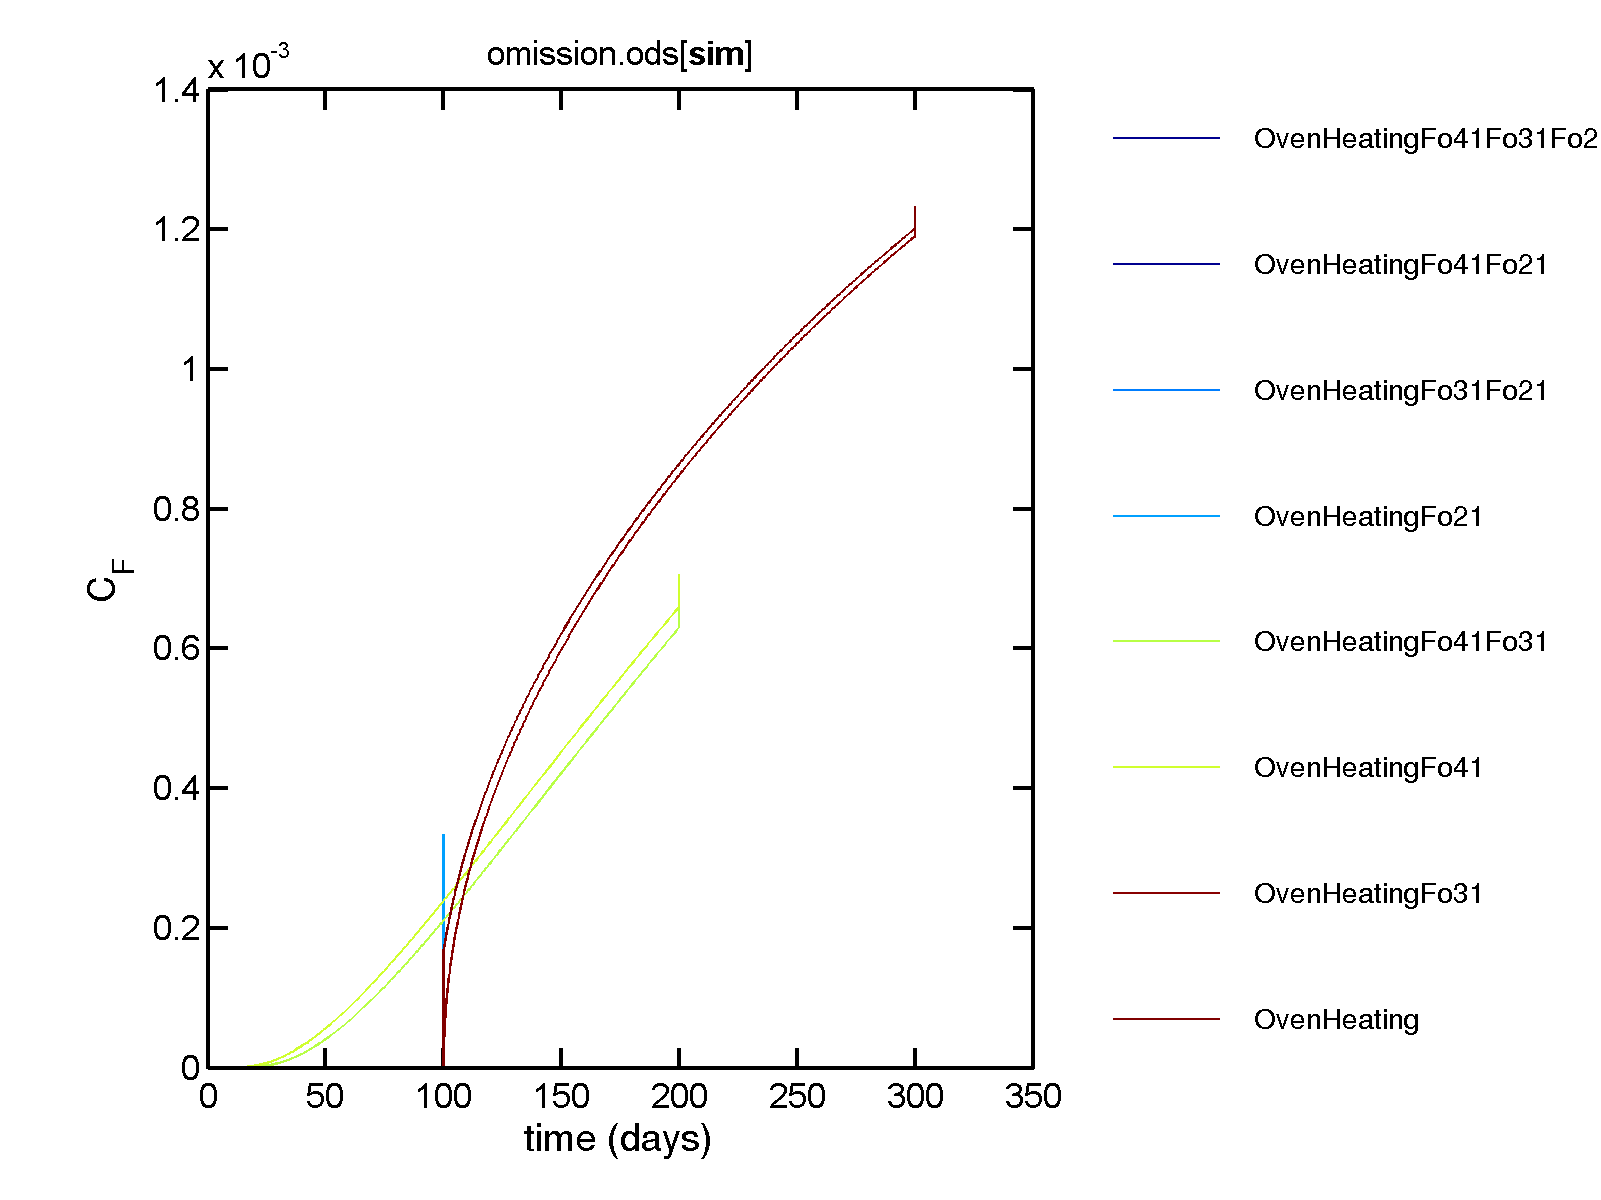 omission.ods[sim]
x 10-3
1.4
1.2
1
0.8
0.6
0.4
0.2
0
0 50 100 150 200 250 300 350
time (days)
CF
OvenHeatingFo41Fo31Fo2
OvenHeatingFo41Fo21
OvenHeatingFo31Fo21
OvenHeatingFo21
OvenHeatingFo41Fo31
OvenHeatingFo41
OvenHeatingFo31
OvenHeating